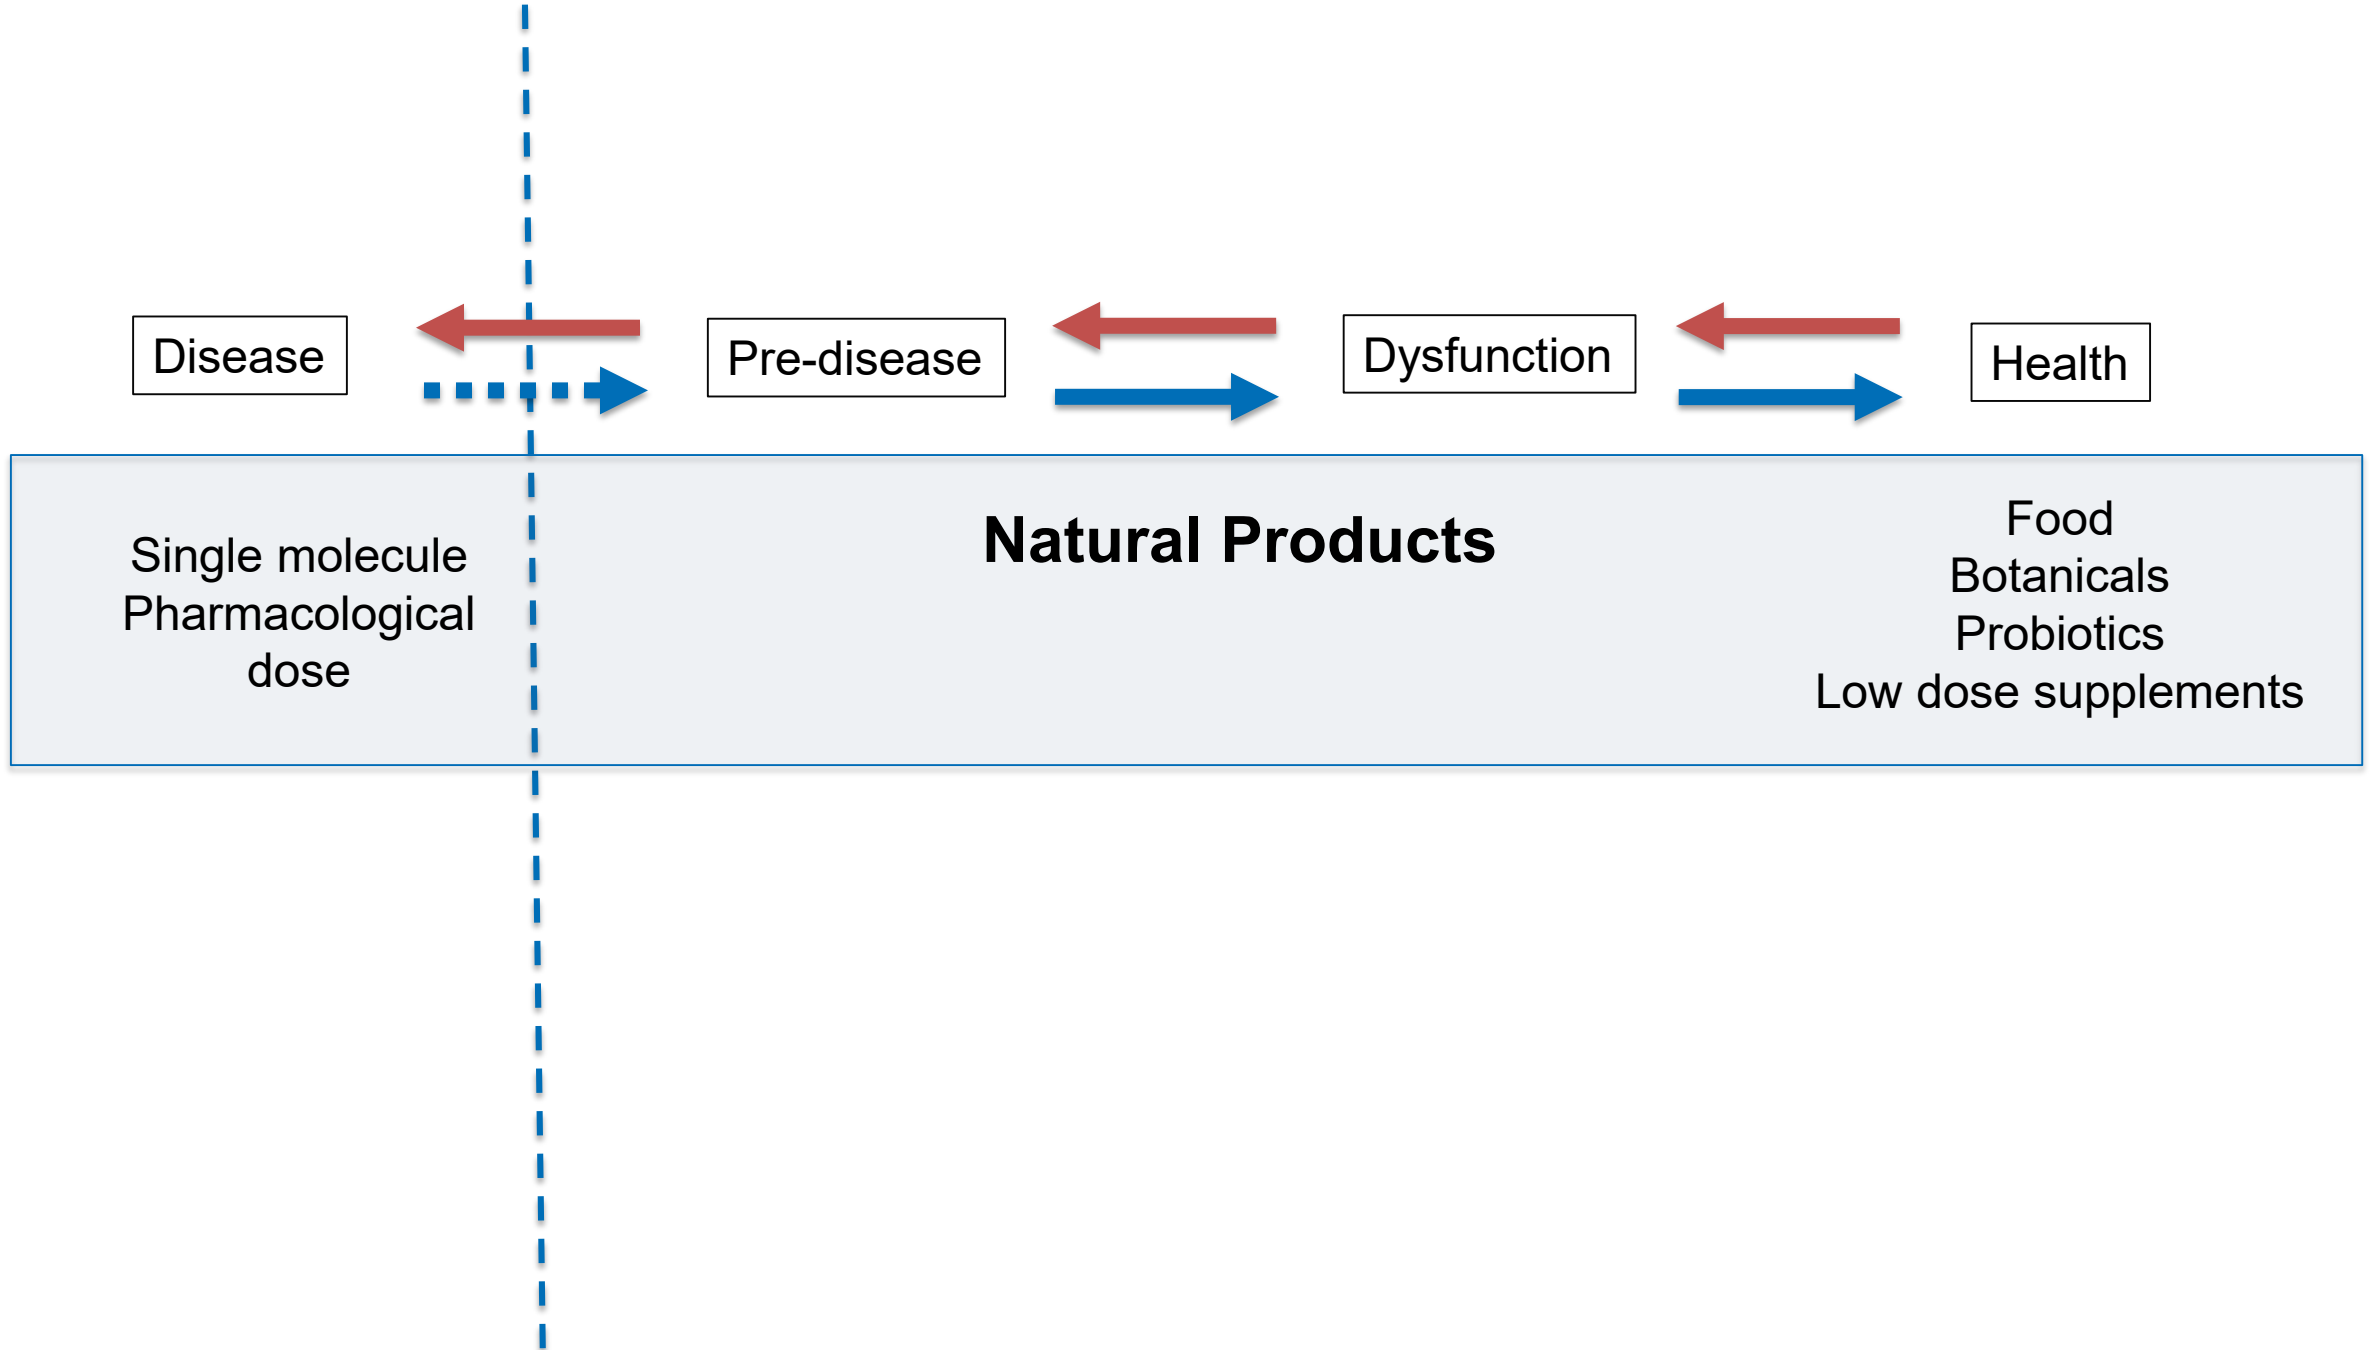 Disease
Pre-disease
Dysfunction
Health
Single molecule
Pharmacological
dose
Natural Products
Food
Botanicals
Probiotics
Low dose supplements